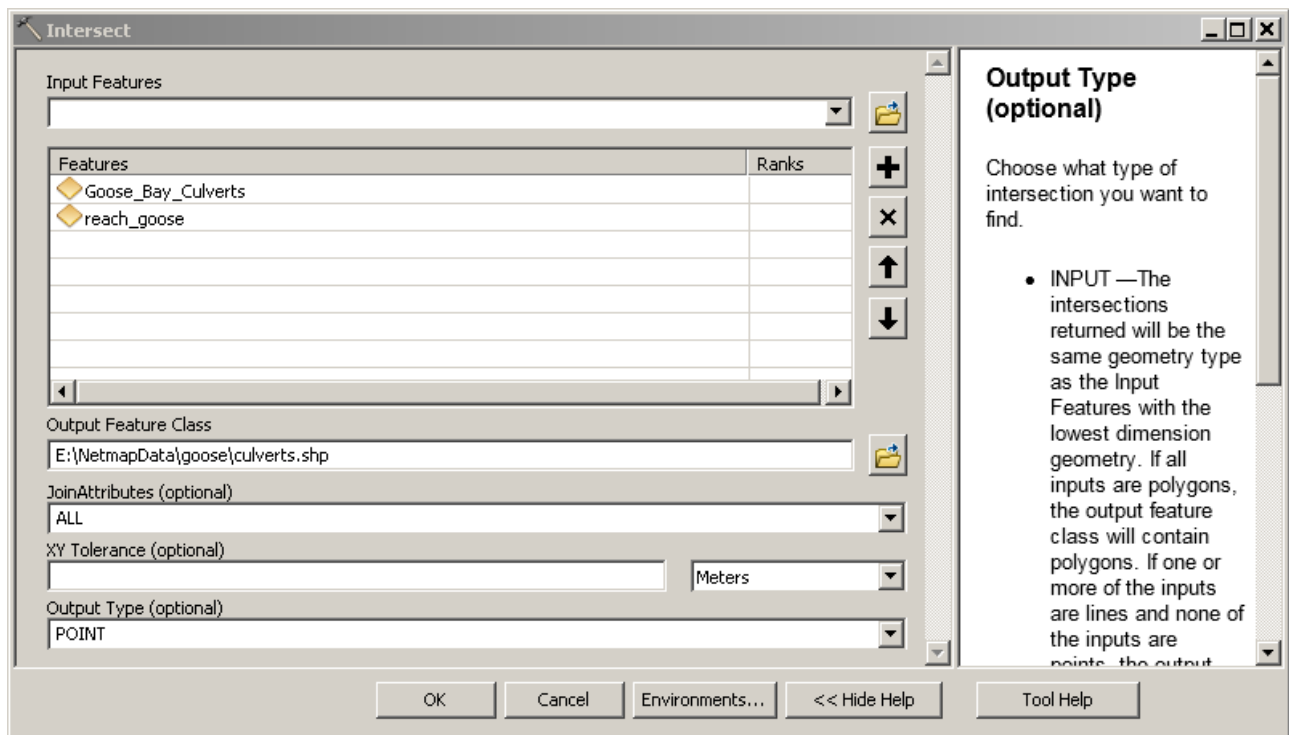 Intersect
Input Features
Features Ranks
Goose_Bay_Culverts
reach_goose
Output Feature Class
E:\NetmapData\goose\culverts.shp
JoinAttributes (optional)
ALL
XY Tolerance (optional)
Meters
Output Type (optional)
POINT
OK Cancel Environments... << Hide Help Tool Help
Output Type
(optional)
Choose what type of
intersection you want to
find.
• INPUT —The
intersections
returned will be the
same geometry type
as the Input
Features with the
lowest dimension
geometry. If all
inputs are polygons,
the output feature
class will contain
polygons. If one or
more of the inputs
are lines and none of
the inputs are
points, the output